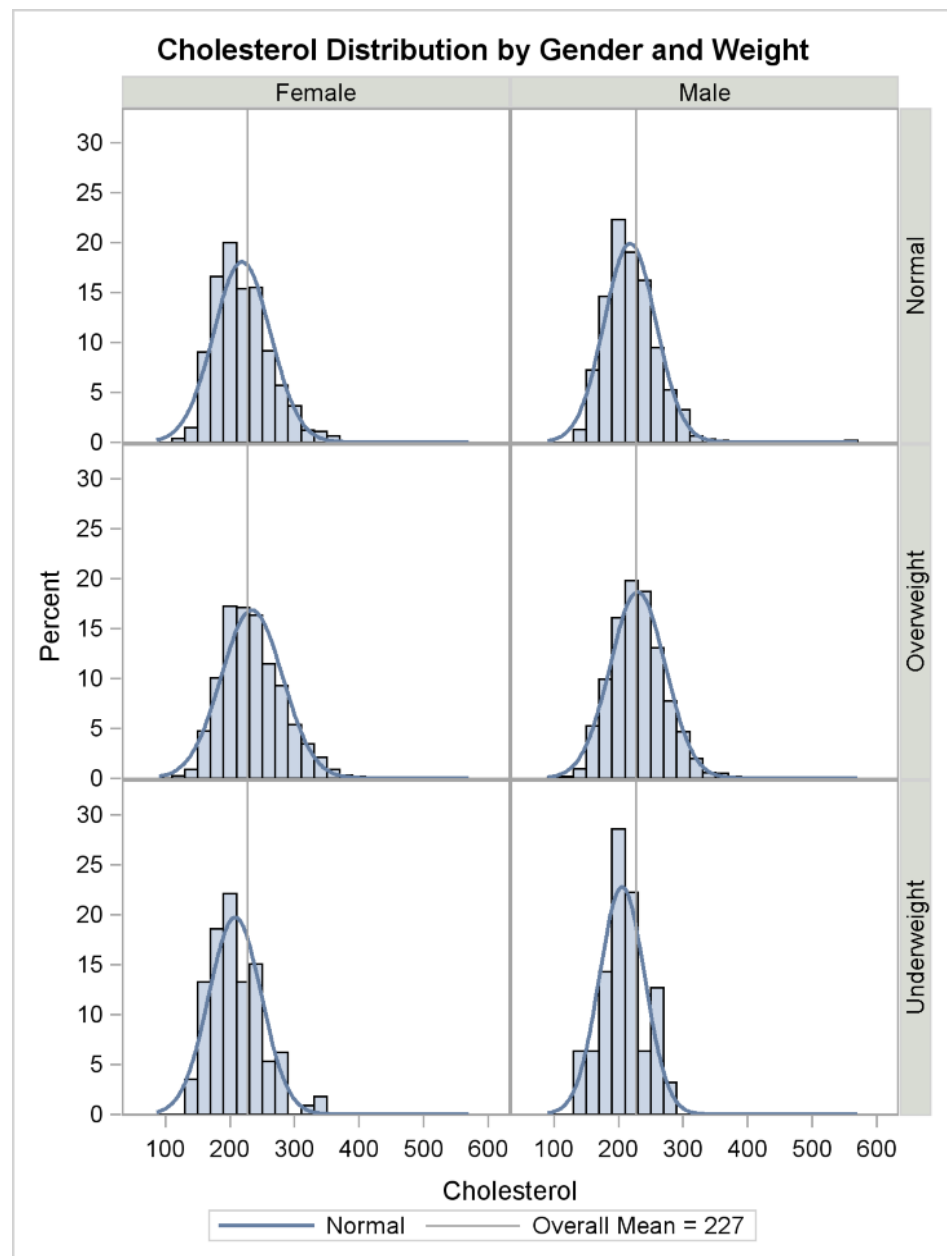 Cholesterol Distribution by Gender and Weight
Female Male
30
25
20
15
10
5
0
Normal
30
25
20
15
10
5
0
Overweight
30
25
20
15
10
5
0
Underweight
Percent
100 200 300 400 500 600 100 200 300 400 500 600
Cholesterol
Normal Overall Mean = 227